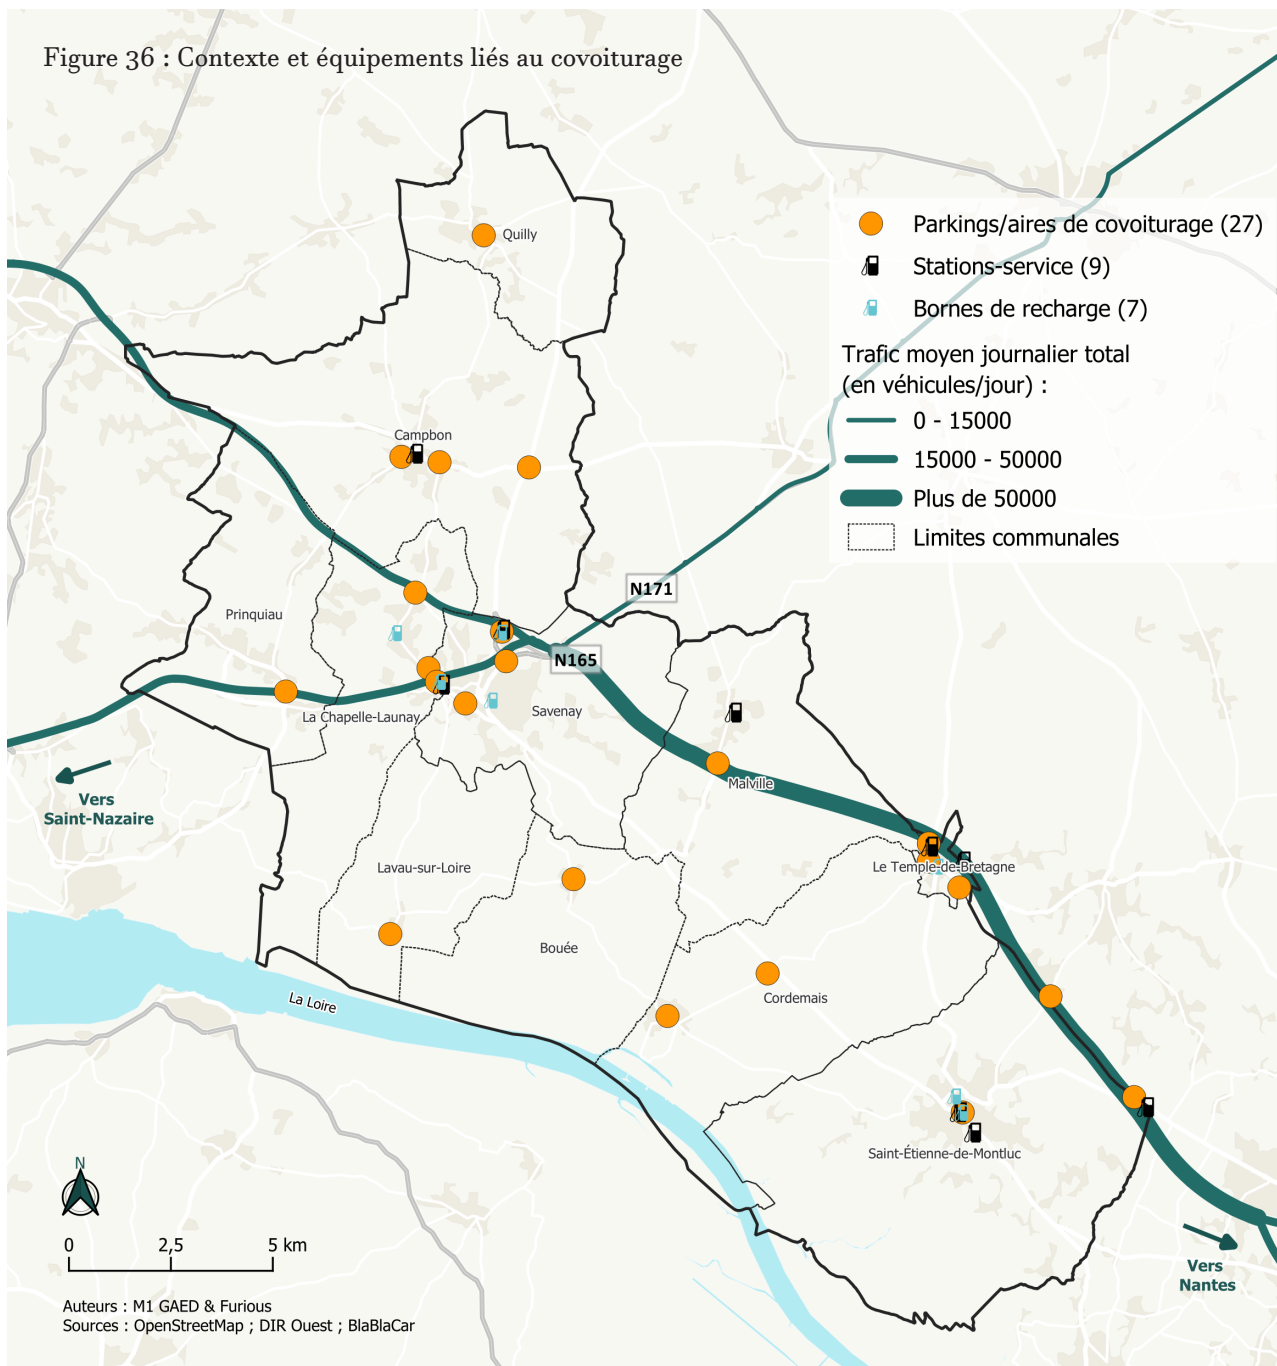 Figure 36 : Contexte et équipements liés au covoiturage
Quilly
Parkings/aires de covoiturage (27)
Stations-service (9)
Bornes de recharge (7)
Trafic moyen journalier total
(en véhicules/jour) :
0 - 15000
15000 - 50000
Plus de 50000
Limites communales
Campbon
N171
Prinquiau
N165
La Chapelle-Launay
Savenay
Malville
Vers
Saint-Nazaire
Lavau-sur-Loire
Le Temple-de-Bretagne
Bouée
Cordemais
La Loire
Saint-Étienne-de-Montluc
N
0 2,5 5 km
Vers
Nantes
Auteurs : M1 GAED & Furious
Sources : OpenStreetMap ; DIR Ouest ; BlaBlaCar